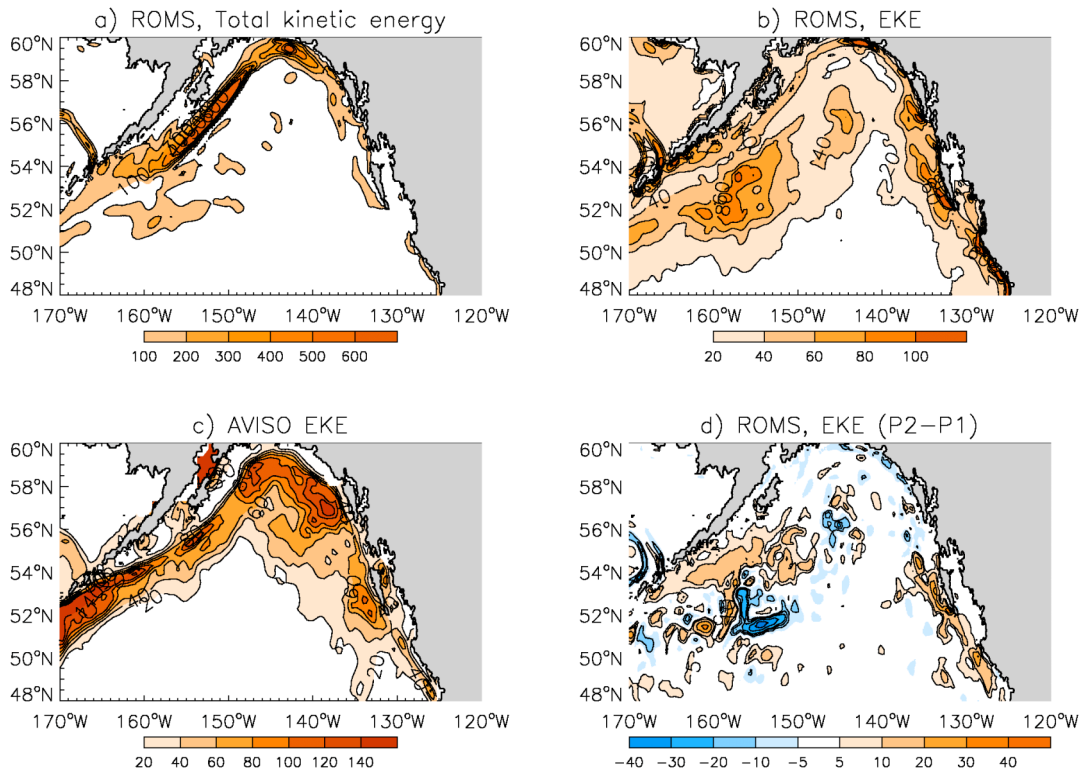 a) ROMS, Total kinetic energy
b) ROMS, EKE
60°N
58°N
56°N
54°N
52°N
50°N
48°N
170°W 160°W 150°W 140°W 130°W 120°W
100 200 300 400 500 600
60°N
58°N
56°N
54°N
52°N
50°N
48°N
170°W 160°W 150°W 140°W 130°W 120°W
20 40 60 80 100
c) AVISO EKE
d) ROMS, EKE (P2−P1)
60°N
58°N
56°N
54°N
52°N
50°N
48°N
170°W 160°W 150°W 140°W 130°W 120°W
20 40 60 80 100 120 140
60°N
58°N
56°N
54°N
52°N
50°N
48°N
170°W 160°W 150°W 140°W 130°W 120°W
−40 −30 −20 −10 −5 5 10 20 30 40